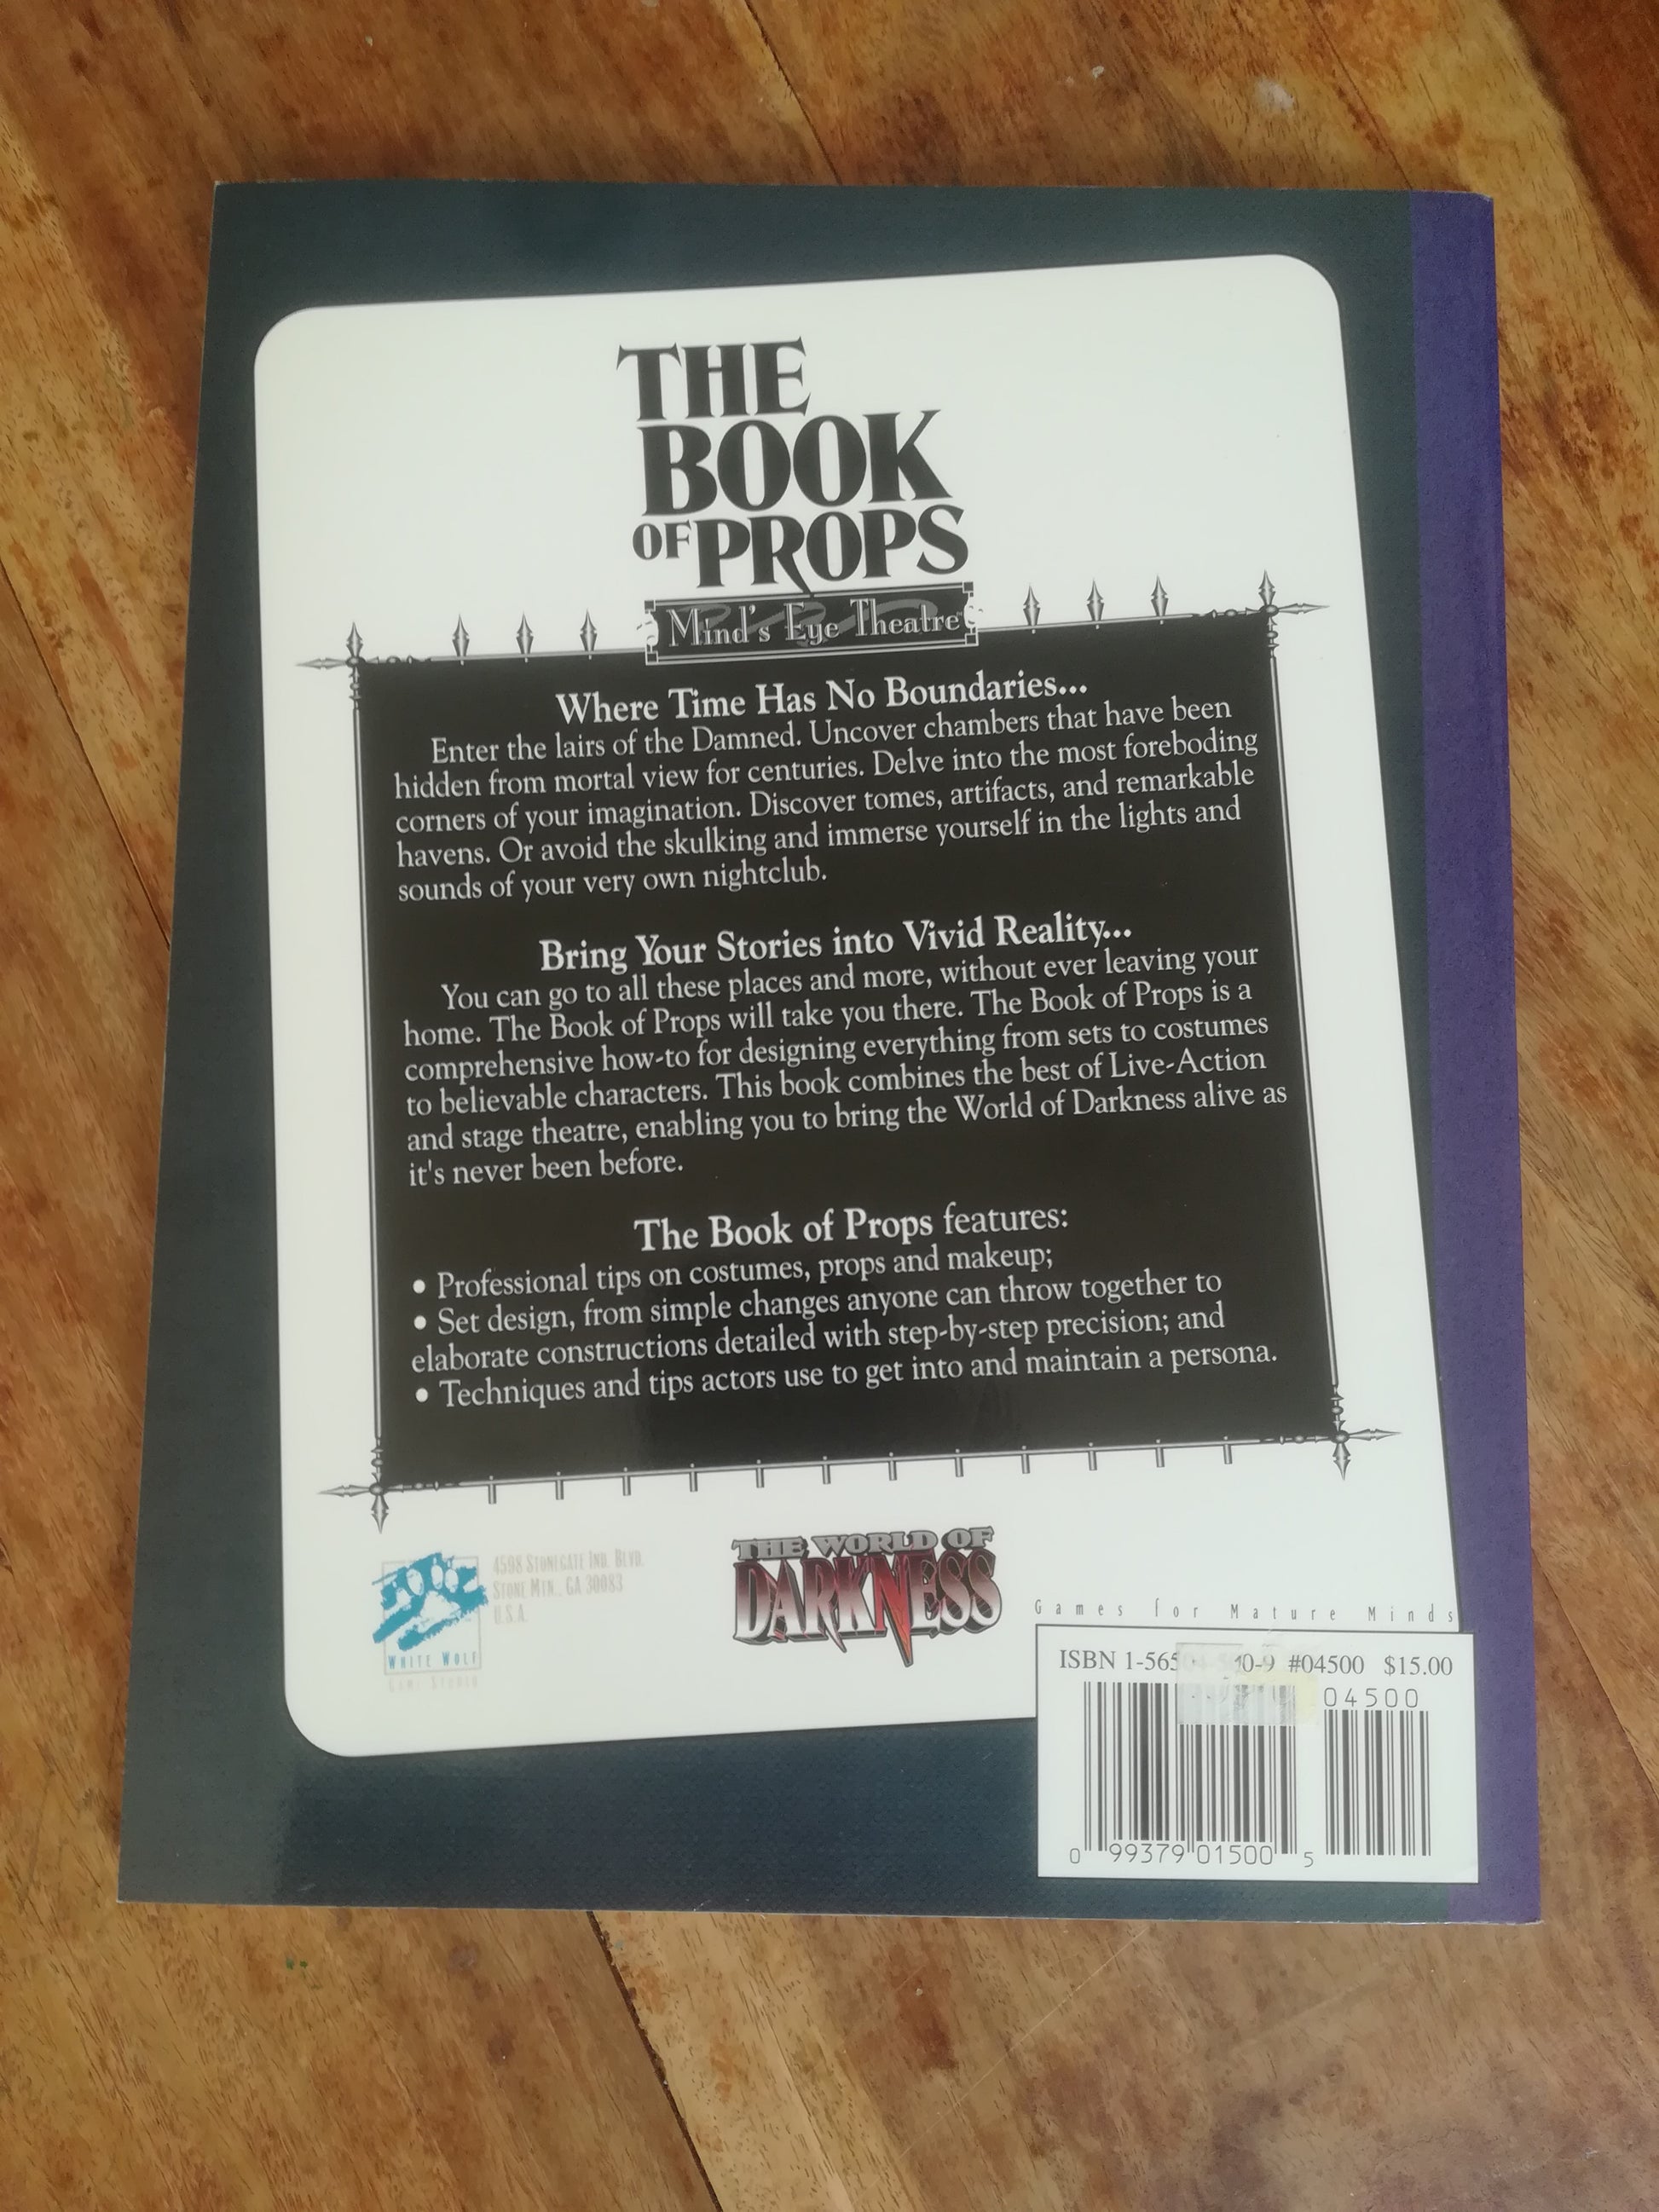 THE
BOOK
OF PROPS
Mind's Eye Theatre™
Where Time Has No Boundaries...
Enter the lairs of the Damned. Uncover chambers that have been
hidden from mortal view for centuries. Delve into the most foreboding
corners of your imagination. Discover tomes, artifacts, and remarkable
havens. Or avoid the skulking and immerse yourself in the lights and
sounds of your very own nightclub.
Bring Your Stories into Vivid Reality...
You can go to all these places and more, without ever leaving your
home. The Book of Props will take you there. The Book of Props is a
comprehensive how-to for designing everything from sets to costumes
to believable characters. This book combines the best of Live-Action
and stage theatre, enabling you to bring the World of Darkness alive as
it's never been before.
The Book of Props features:
• Professional tips on costumes, props and makeup;
• Set design, from simple changes anyone can throw together to
elaborate constructions detailed with step-by-step precision; and
• Techniques and tips actors use to get into and maintain a persona.
4598 STONEGATE IND. BLVD.
STONE MTN., GA 30083
U.S.A.
WHITE WOLF
GAME STUDIO
THE WORLD OF
DARKNESS
Games for Mature Minds
ISBN #04500 $15.00
04500
0 99379 01500 5